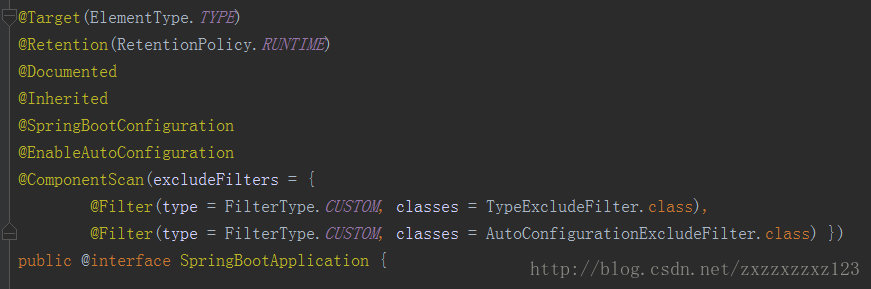 @Target(ElementType.TYPE)
@Retention(RetentionPolicy.RUNTIME)
@Documented
@Inherited
@SpringBootConfiguration
@EnableAutoConfiguration
@ComponentScan(excludeFilters = {
        @Filter(type = FilterType.CUSTOM, classes = TypeExcludeFilter.class),
        @Filter(type = FilterType.CUSTOM, classes = AutoConfigurationExcludeFilter.class) })
public @interface SpringBootApplication {
http://blog.csdn.net/zxzzxzzxz123